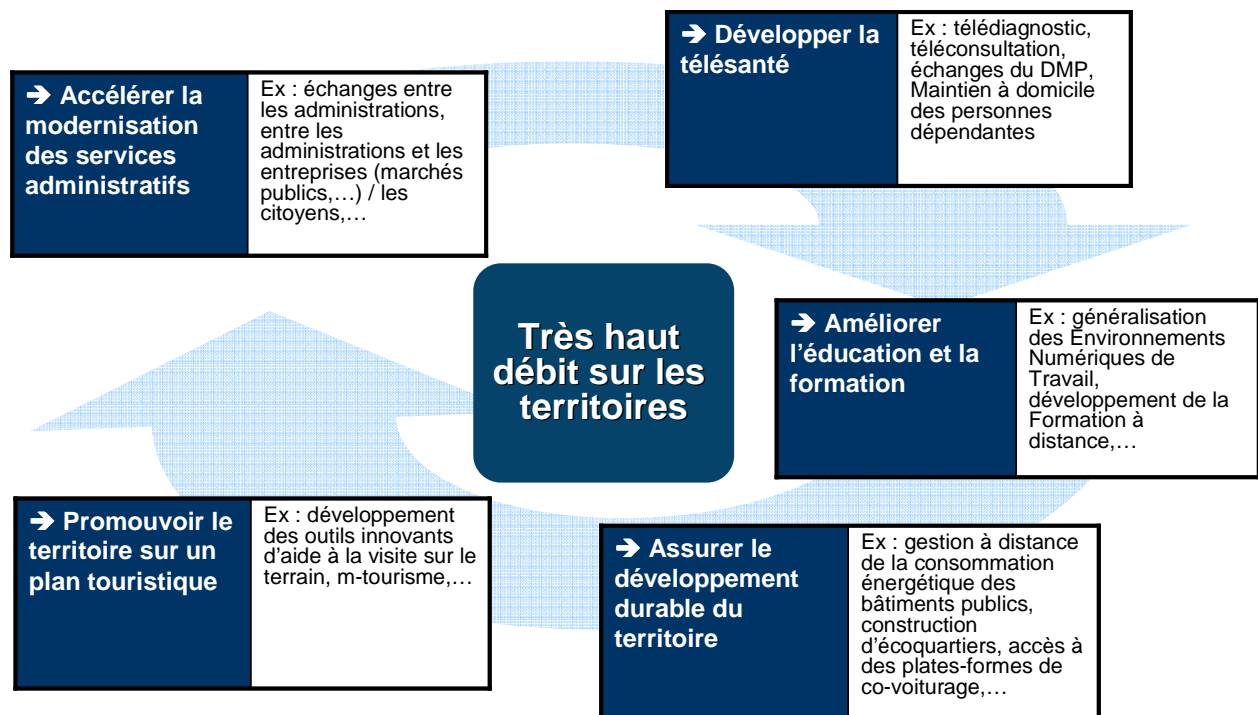 ➔ Accélérer la
modernisation
des services
administratifs
Ex : échanges entre
les administrations,
entre les
administrations et les
entreprises (marchés
publics,…) / les
citoyens,…
➔ Développer la
télésanté
Ex : télédiagnostic,
téléconsultation,
échanges du DMP,
Maintien à domicile
des personnes
dépendantes
Très haut
débit sur les
territoires
➔ Améliorer
l’éducation et la
formation
Ex : généralisation
des Environnements
Numériques de
Travail,
développement de la
Formation à
distance,…
➔ Promouvoir le
territoire sur un
plan touristique
Ex : développement
des outils innovants
d’aide à la visite sur le
terrain, m-tourisme,…
➔ Assurer le
développement
durable du
territoire
Ex : gestion à distance
de la consommation
énergétique des
bâtiments publics,
construction
d’écoquartiers, accès à
des plates-formes de
co-voiturage,…